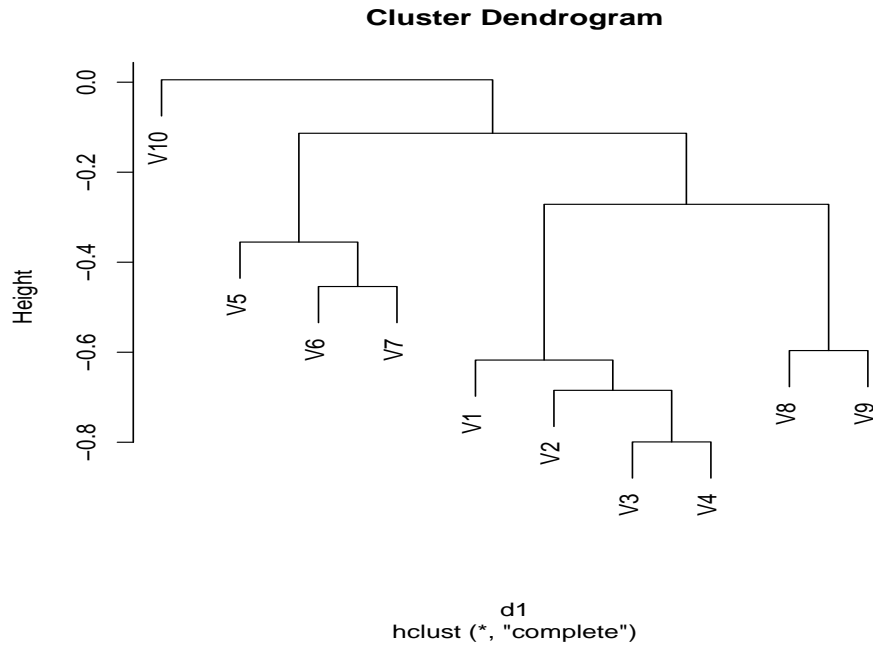 Cluster Dendrogram
Height
0.0
−0.2
−0.4
−0.6
−0.8
V10
V5
V6
V7
V1
V2
V3
V4
V8
V9
d1
hclust (*, "complete")